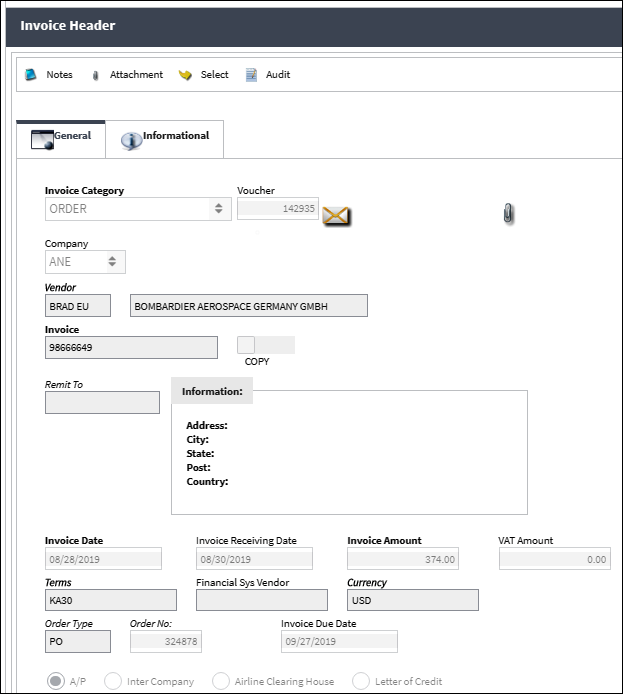 Invoice Header
Notes Attachment Select Audit
General Informational
Invoice Category Voucher
ORDER 142935
Company
ANE
Vendor
BRAD EU BOMBARDIER AEROSPACE GERMANY GMBH
Invoice
98666649
COPY
Remit To
Information:
Address:
City:
State:
Post:
Country:
Invoice Date Invoice Receiving Date Invoice Amount VAT Amount
08/28/2019 08/30/2019 374.00 0.00
Terms Financial Sys Vendor Currency
KA30 USD
Order Type Order No: Invoice Due Date
PO 324878 09/27/2019
A/P Inter Company Airline Clearing House Letter of Credit